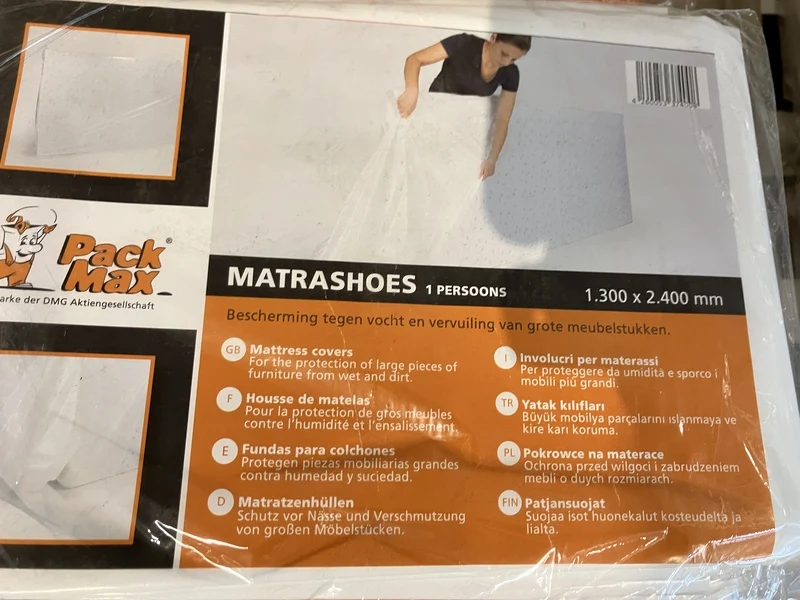 Pack
Max®
arke der DMG Aktiengesellschaft
MATRASHOES 1 PERSOONS
1.300 x 2.400 mm
Bescherming tegen vocht en vervuiling van grote meubelstukken.
GB Mattress covers
For the protection of large pieces of
furniture from wet and dirt.
F Housse de matelas
Pour la protection de gros meubles
contre l'humidité et l'ensalissement.
E Fundas para colchones
Protegen piezas mobiliarias grandes
contra humedad y suciedad.
D Matratzenhüllen
Schutz vor Nässe und Verschmutzung
von großen Möbelstücken.
I Involucri per materassi
Per proteggere da umidità e sporco i
mobili piú grandi.
TR Yatak kılıfları
Büyük mobilya parçalarını ıslanmaya ve
kire karı koruma.
PL Pokrowce na materace
Ochrona przed wilgoci i zabrudzeniem
mebli o duych rozmiarach.
FIN Patjansuojat
Suojaa isot huonekalut kosteudelta ja
lialta.